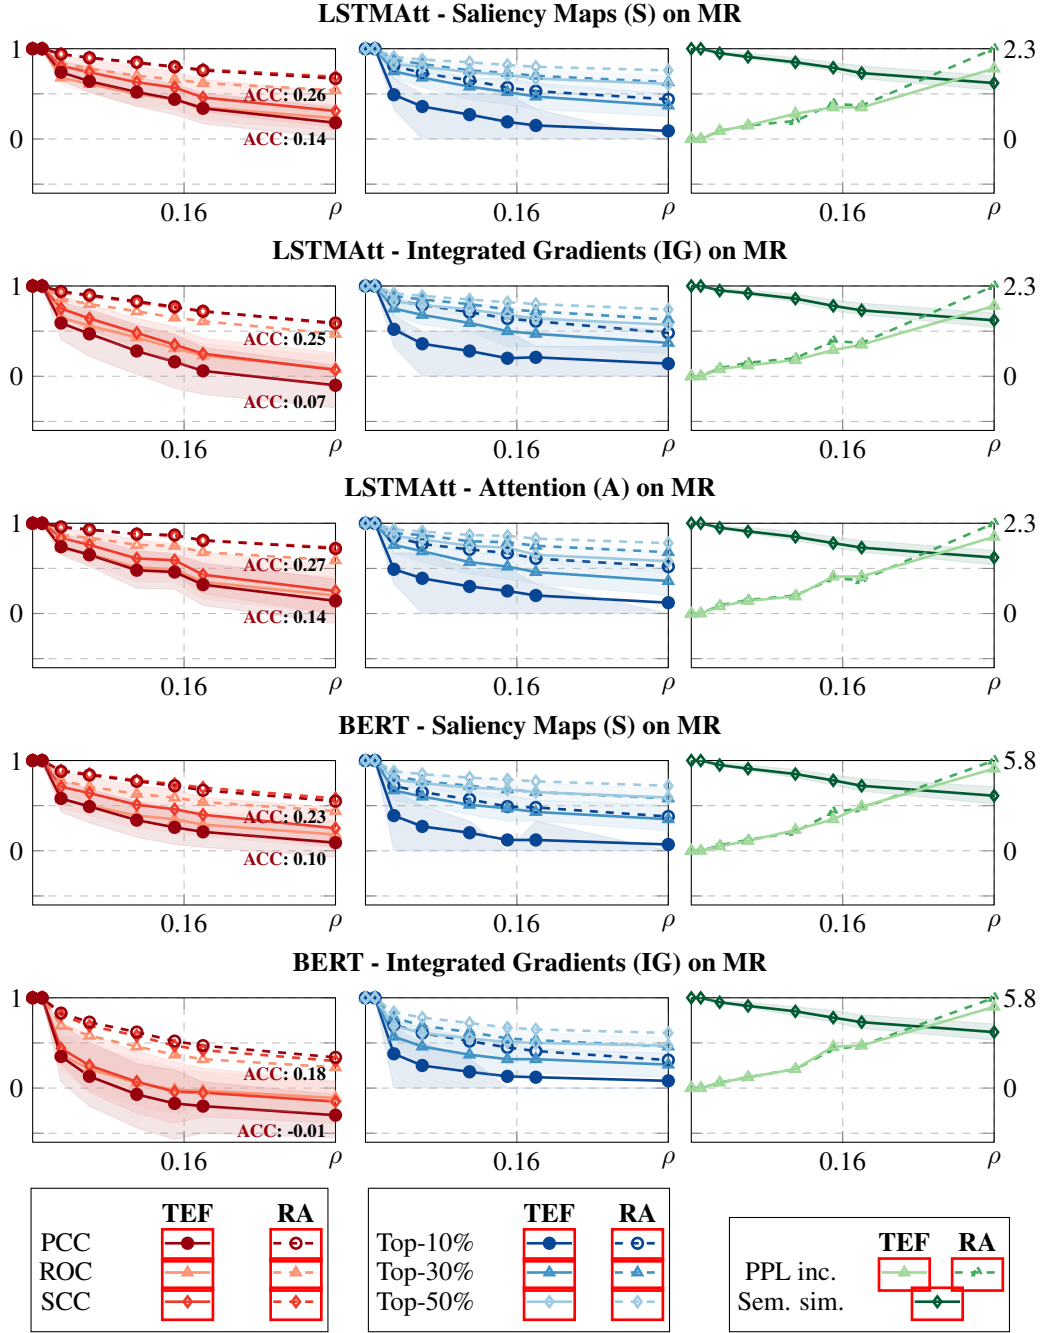 LSTMAtt - Saliency Maps (S) on MR
1 2.3
ACC: 0.26
0 ACC: 0.14 0
0.16 ρ 0.16 ρ 0.16 ρ
LSTMAtt - Integrated Gradients (IG) on MR
1 2.3
ACC: 0.25
0 0
ACC: 0.07
0.16 ρ 0.16 ρ 0.16 ρ
LSTMAtt - Attention (A) on MR
1 2.3
ACC: 0.27
0 ACC: 0.14 0
0.16 ρ 0.16 ρ 0.16 ρ
BERT - Saliency Maps (S) on MR
1 5.8
ACC: 0.23
0 ACC: 0.10 0
0.16 ρ 0.16 ρ 0.16 ρ
BERT - Integrated Gradients (IG) on MR
1 5.8
ACC: 0.18
0 0
ACC: -0.01
0.16 ρ 0.16 ρ 0.16 ρ
TEF RA
PCC
ROC
SCC
TEF RA
Top-10%
Top-30%
Top-50%
TEF RA
PPL inc.
Sem. sim.